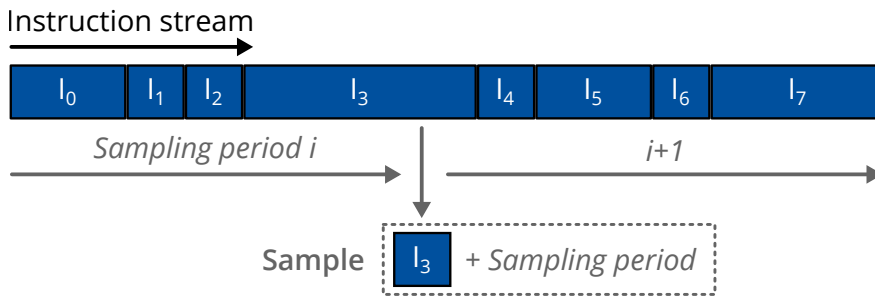 Instruction stream
I0 I1 I2 I3 I4 I5 I6 I7
Sampling period i i+1
Sample I3 + Sampling period